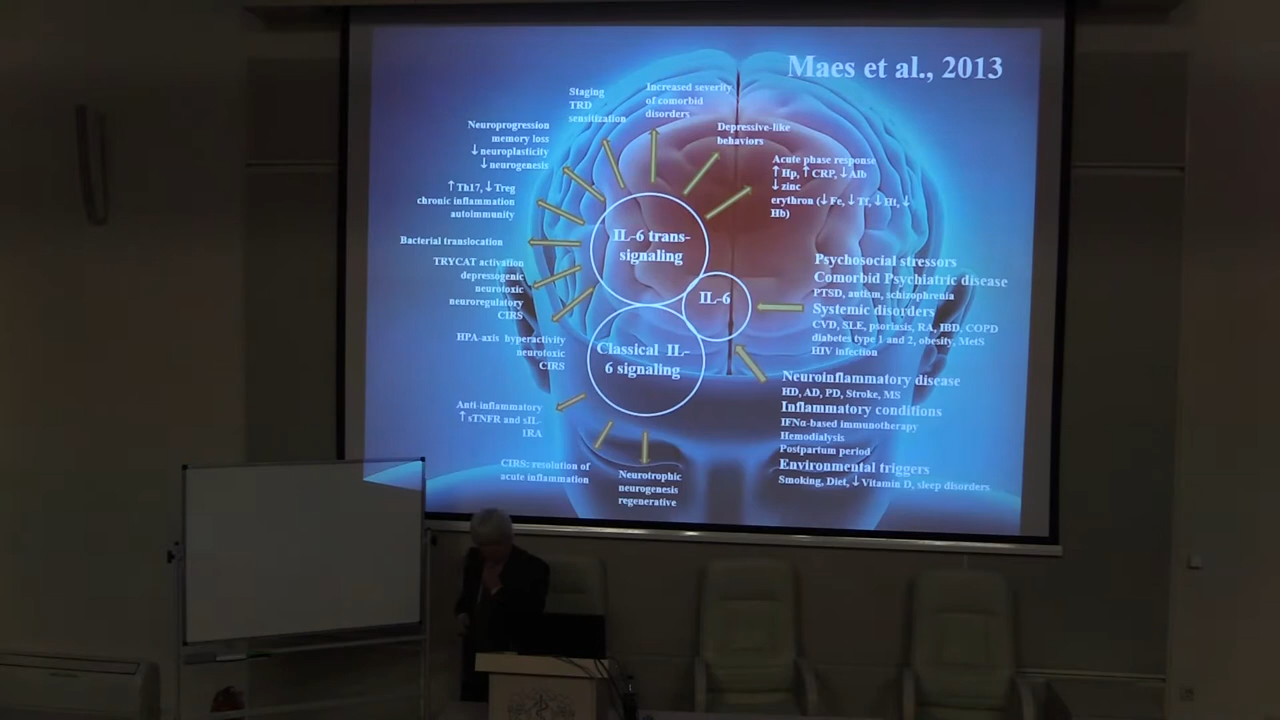 Maes et al., 2013
Staging
TRD
sensitization
Increased severity
of comorbid
disorders
Depressive-like
behaviors
Neuroprogression
memory loss
↓neuroplasticity
↓neurogenesis
Acute phase response
↑Hp, ↑CRP, ↓Alb
↓zinc
erythron (↓Fe, ↓Tf, ↓Ht, ↓
Hb)
↑Th17, ↓Treg
chronic inflammation
autoimmunity
Bacterial translocation
TRYCAT activation
depressogenic
neurotoxic
neuroregulatory
CIRS
HPA-axis hyperactivity
neurotoxic
CIRS
Anti-inflammatory
↑sTNFR and sIL-
1RA
CIRS: resolution of
acute inflammation
Neurotrophic
neurogenesis
regenerative
IL-6 trans-
signaling
IL-6
Classical IL-
6 signaling
Psychosocial stressors
Comorbid Psychiatric disease
PTSD, autism, schizophrenia
Systemic disorders
CVD, SLE, psoriasis, RA, IBD, COPD
diabetes type 1 and 2, obesity, MetS
HIV infection
Neuroinflammatory disease
HD, AD, PD, Stroke, MS
Inflammatory conditions
IFNα-based immunotherapy
Hemodialysis
Postpartum period
Environmental triggers
Smoking, Diet, ↓Vitamin D, sleep disorders